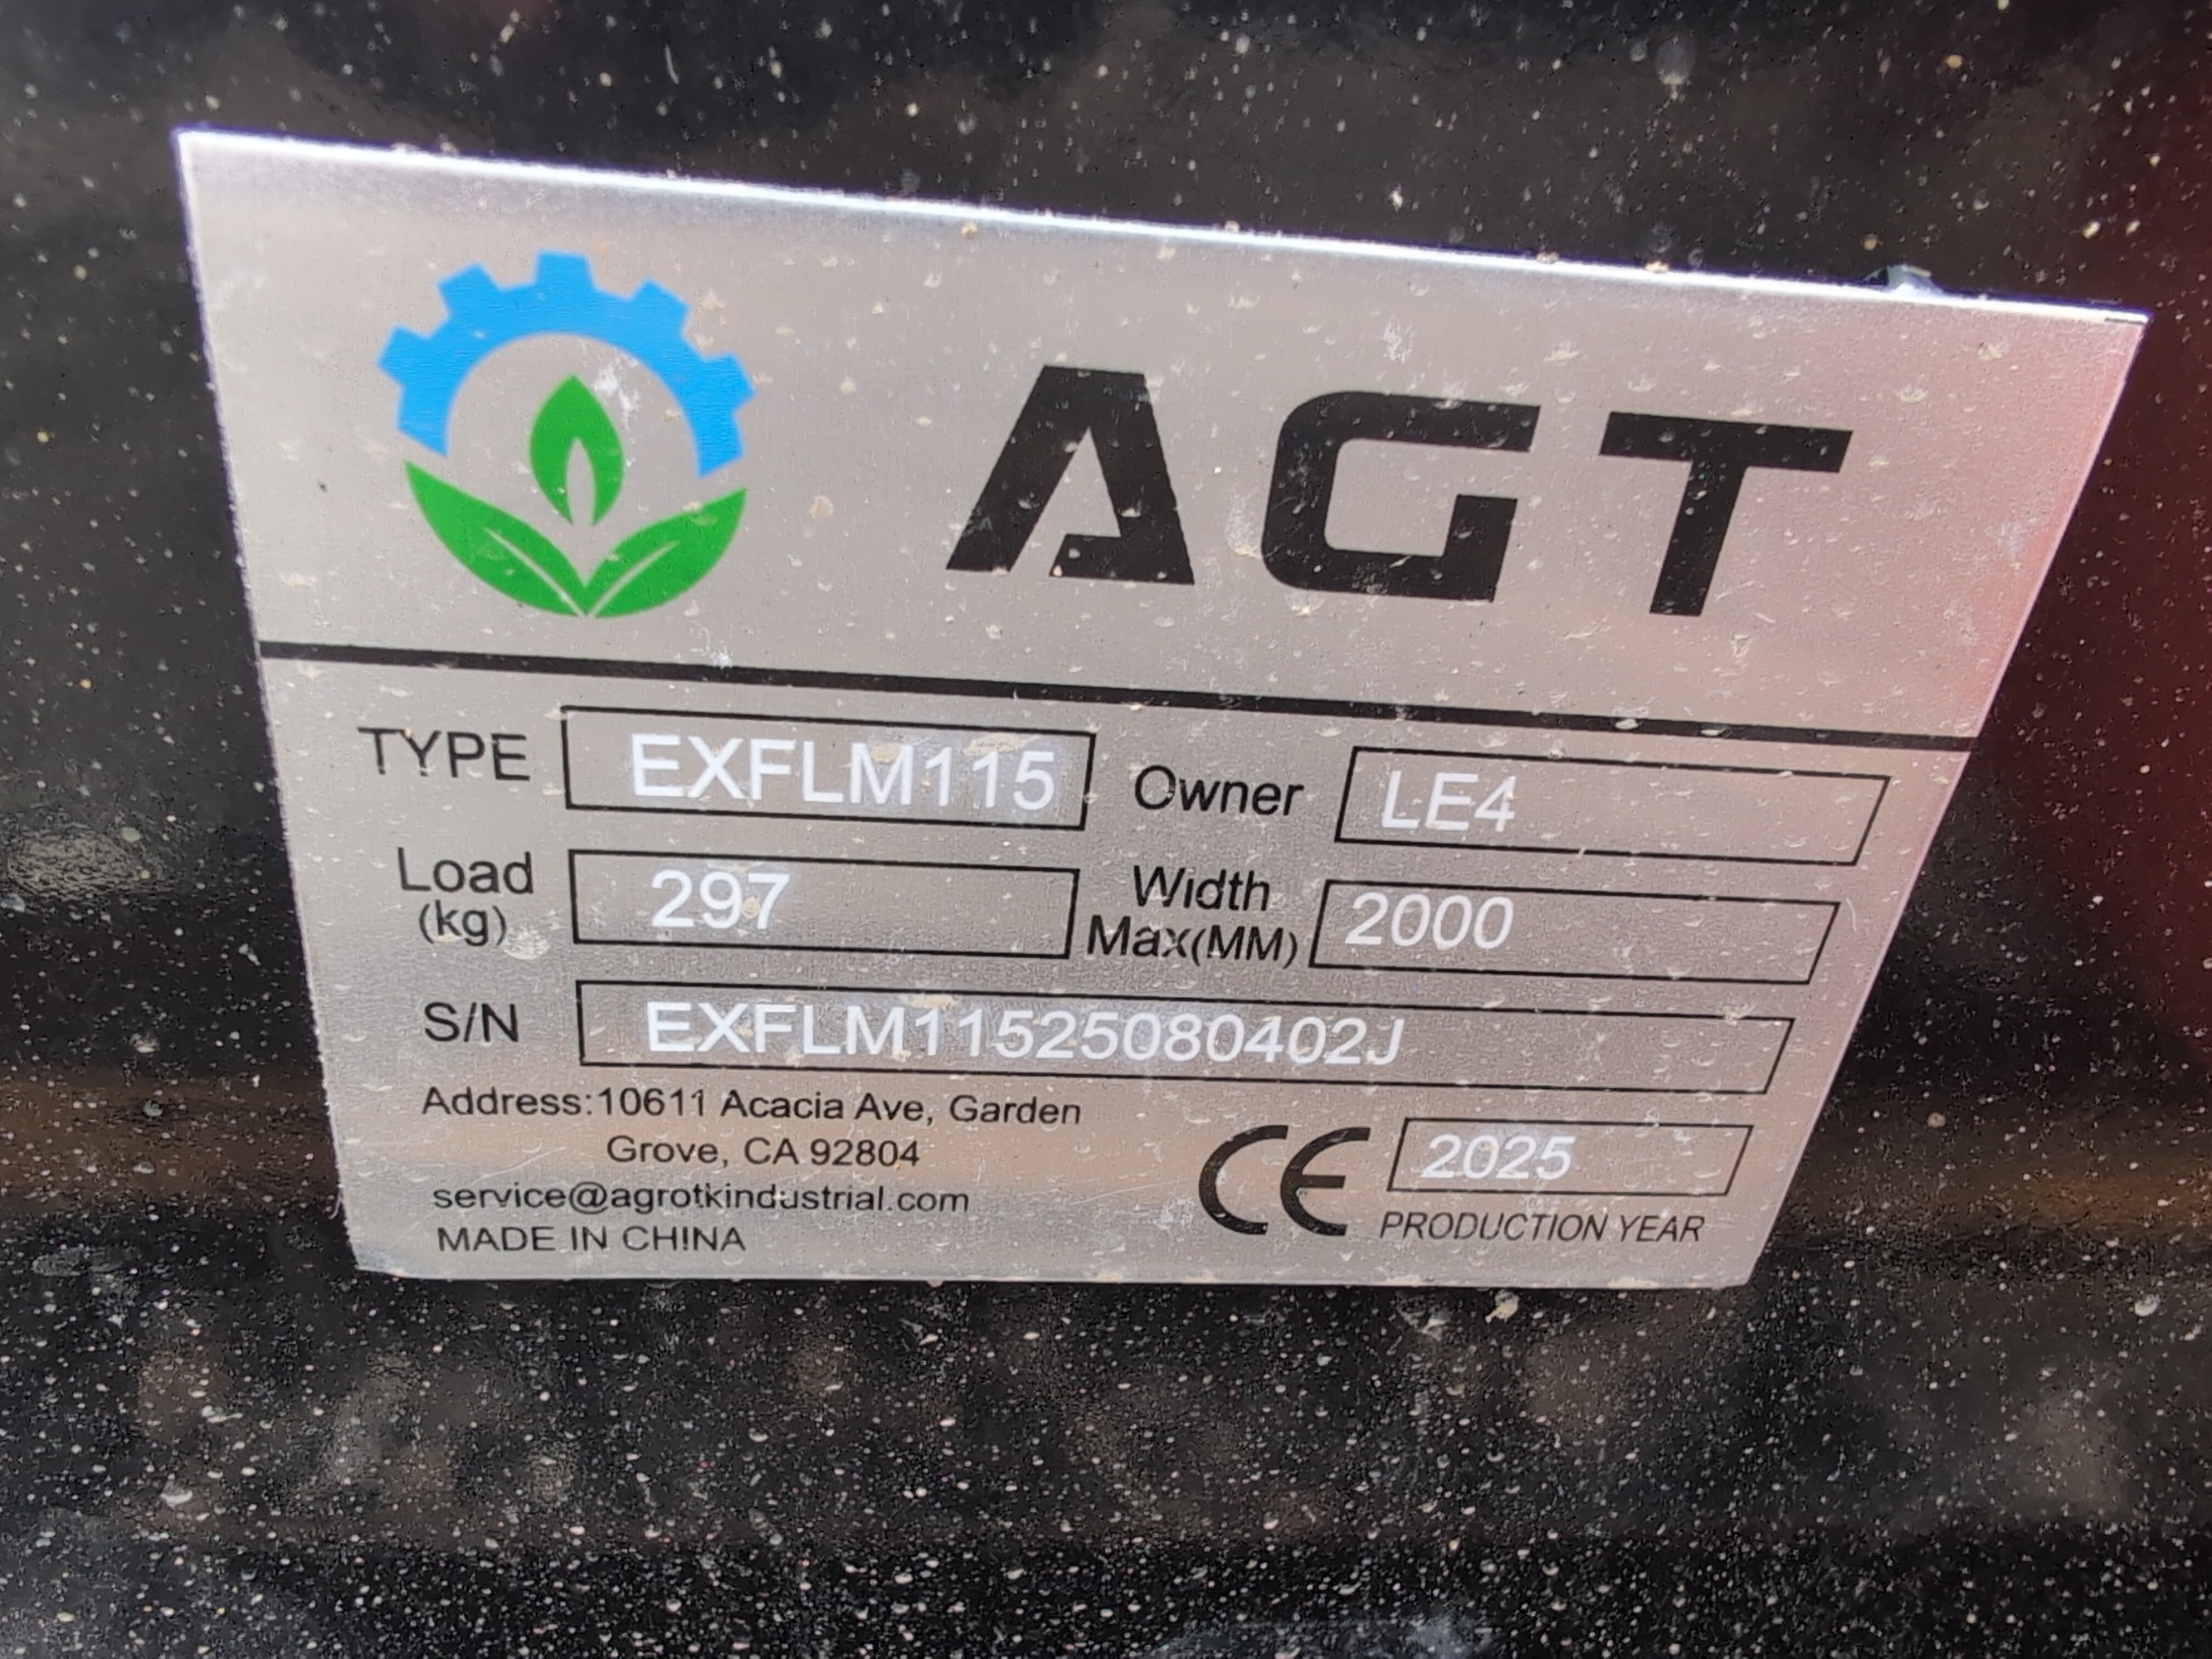 AGT
TYPE EXFLM115 Owner LE4
Load (kg) 297 Width Max(MM) 2000
S/N EXFLM11525080402J
Address:10611 Acacia Ave, Garden
Grove, CA 92804
service@agrotkindustrial.com
MADE IN CHINA
CE 2025
PRODUCTION YEAR